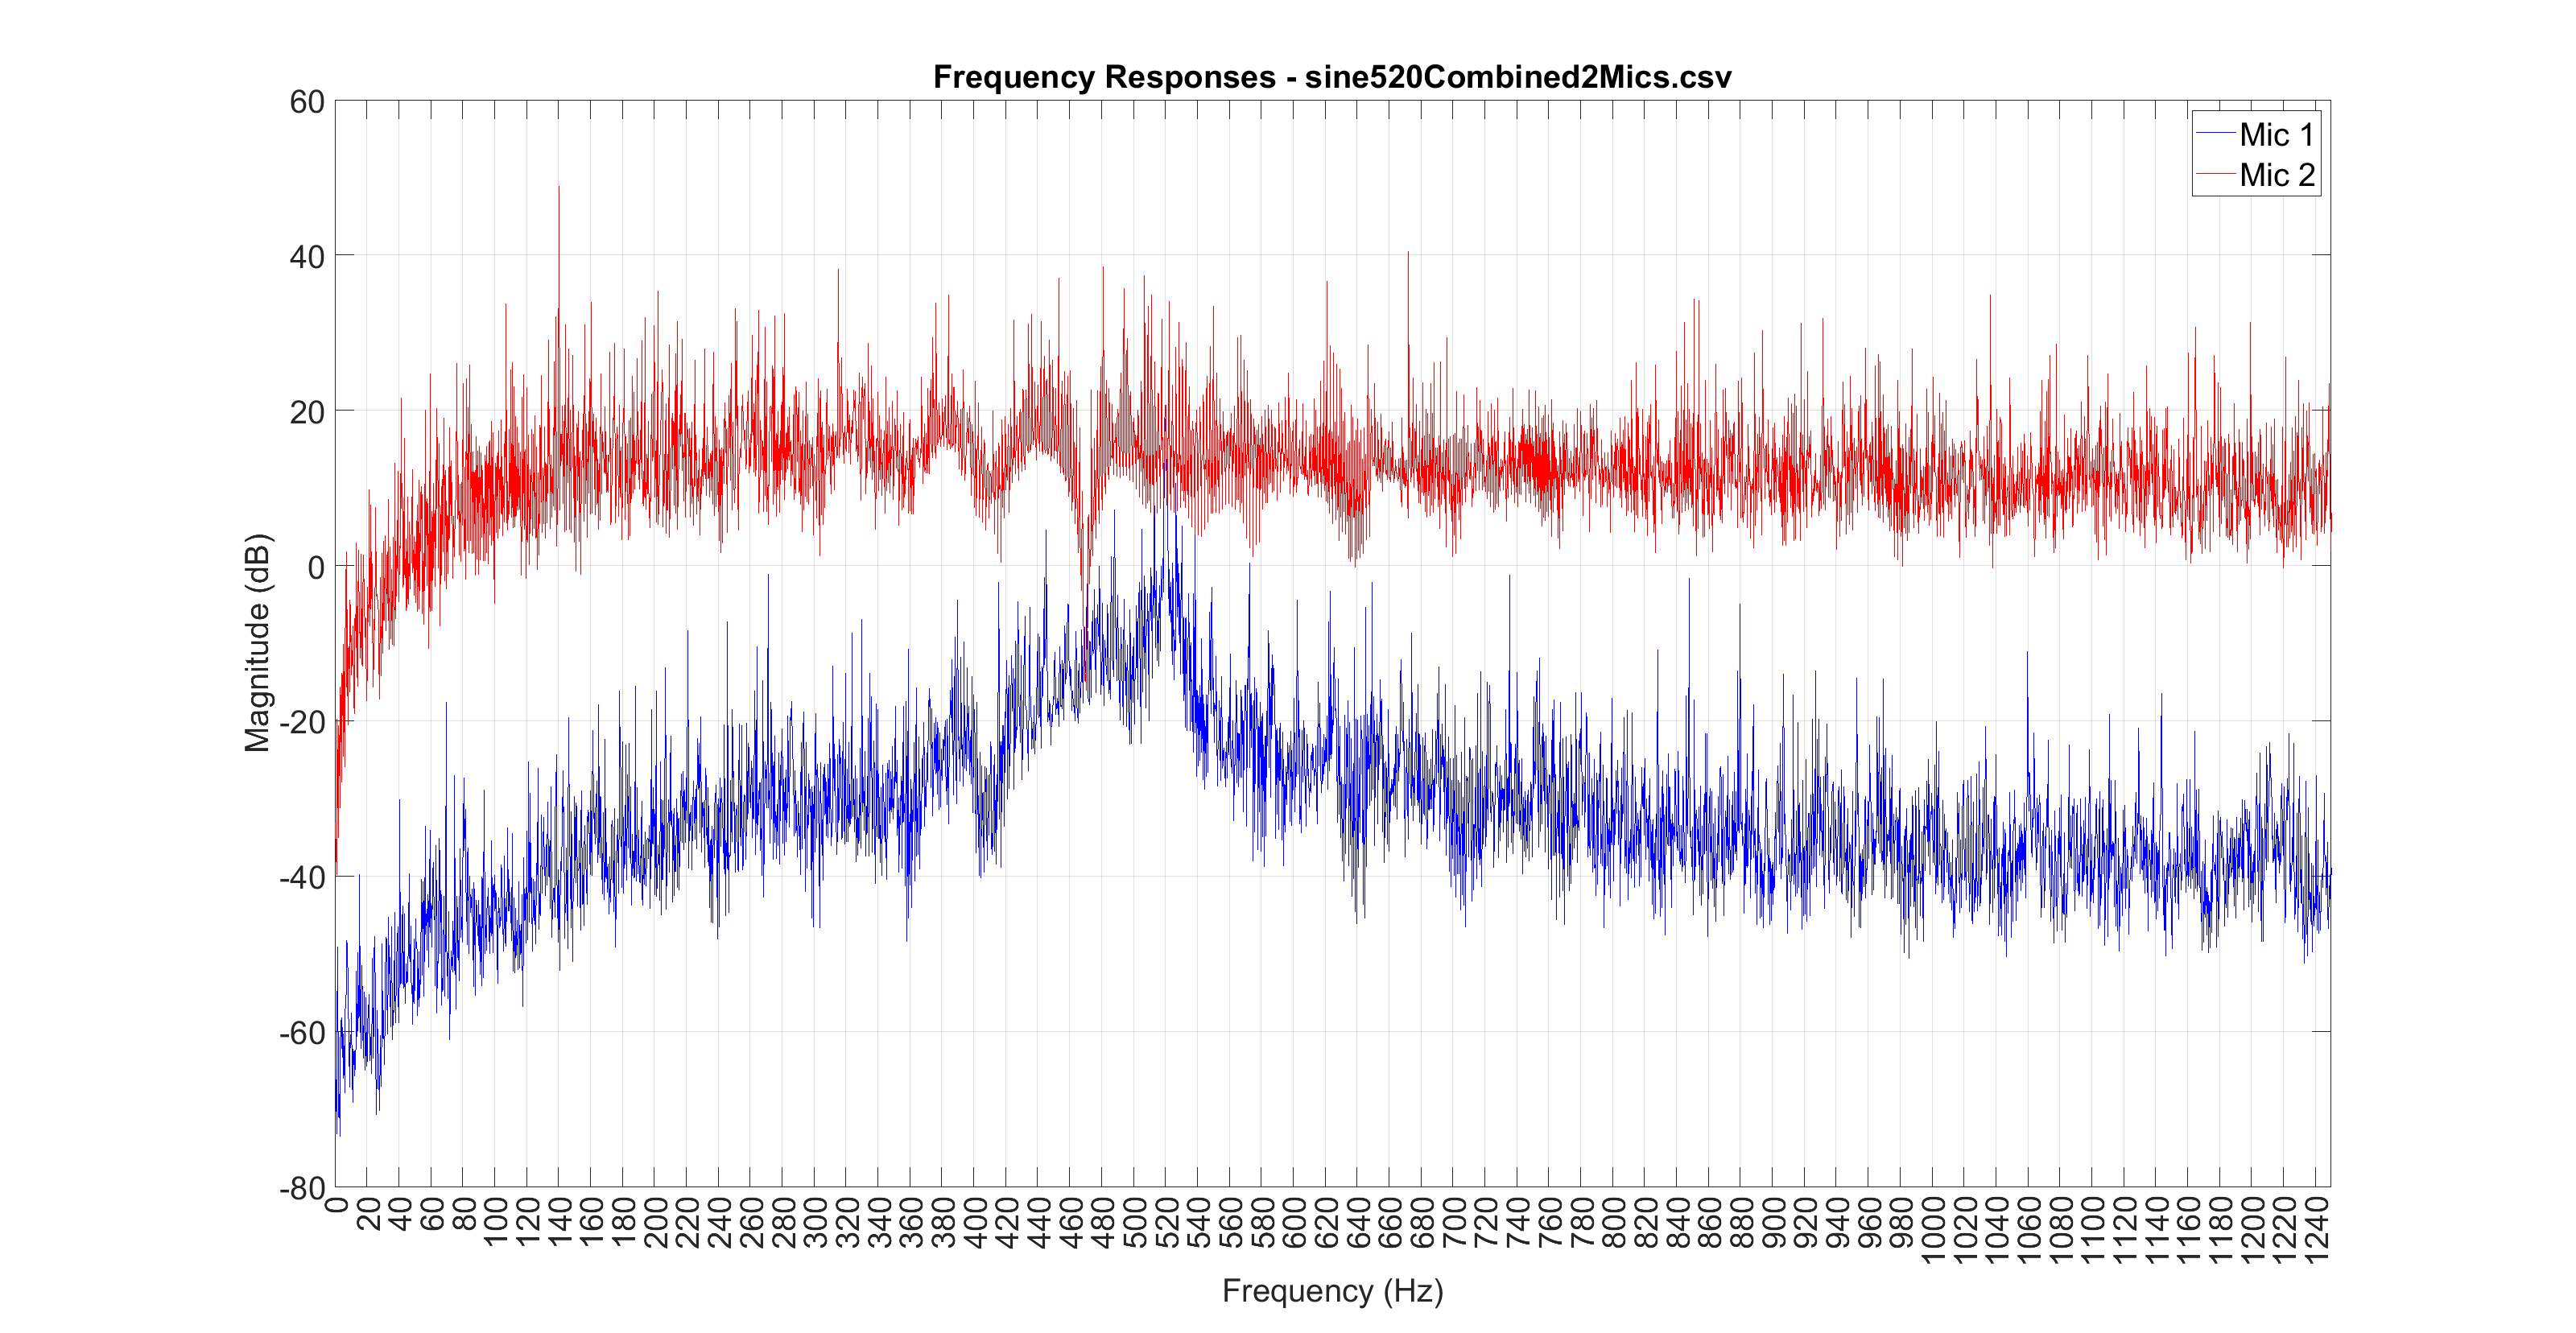 Frequency Responses - sine520Combined2Mics.csv
Mic 1
Mic 2
Magnitude (dB)
60
40
20
0
-20
-40
-60
-80
0 20 40 60 80 100 120 140 160 180 200 220 240 260 280 300 320 340 360 380 400 420 440 460 480 500 520 540 560 580 600 620 640 660 680 700 720 740 760 780 800 820 840 860 880 900 920 940 960 980 1000 1020 1040 1060 1080 1100 1120 1140 1160 1180 1200 1220 1240
Frequency (Hz)